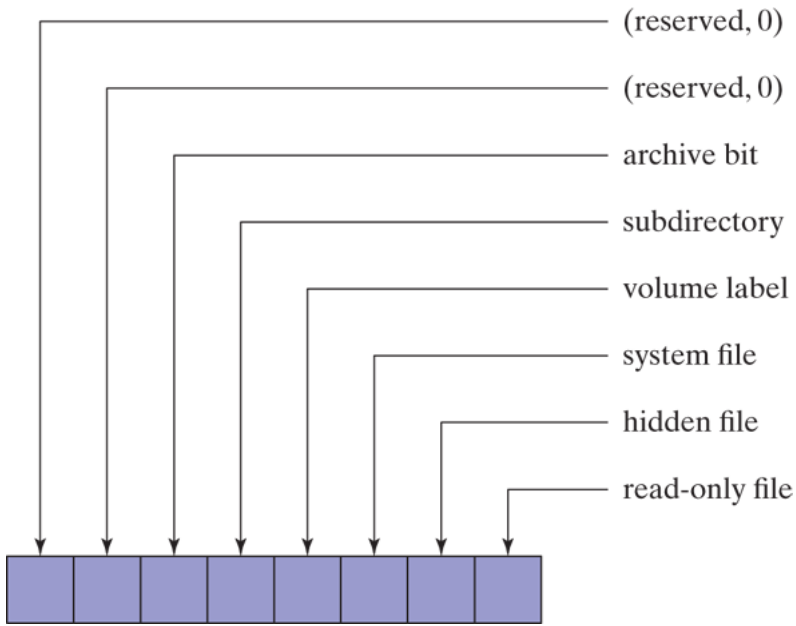 (reserved, 0)
(reserved, 0)
archive bit
subdirectory
volume label
system file
hidden file
read-only file